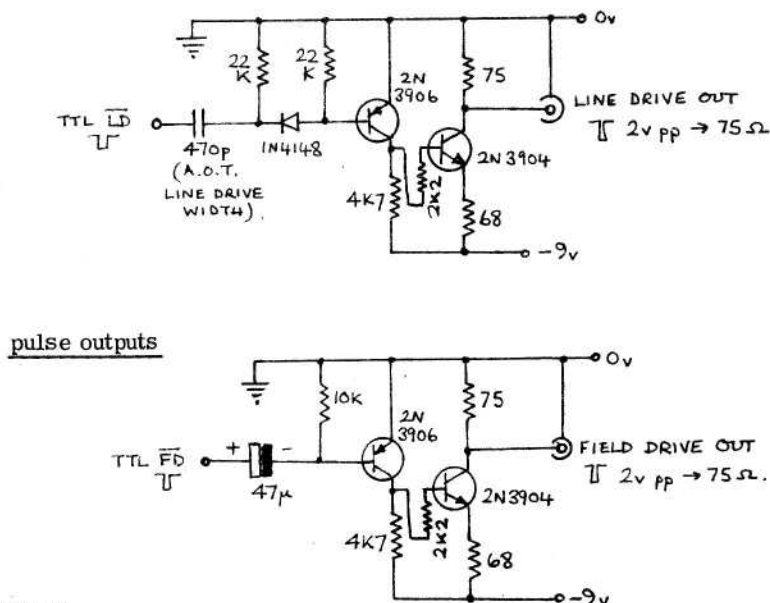 0v
22
K
22
K
2N
3906
75
TTL LD
470p
(A.O.T.
LINE DRIVE
WIDTH).
1N4148
4K7
2K2
2N3904
68
LINE DRIVE OUT
2v pp → 75Ω
-9v
pulse outputs
0v
10K
2N
3906
75
TTL FD
+
-
47μ
4K7
2K2
2N3904
68
FIELD DRIVE OUT
2v pp → 75Ω.
-9v